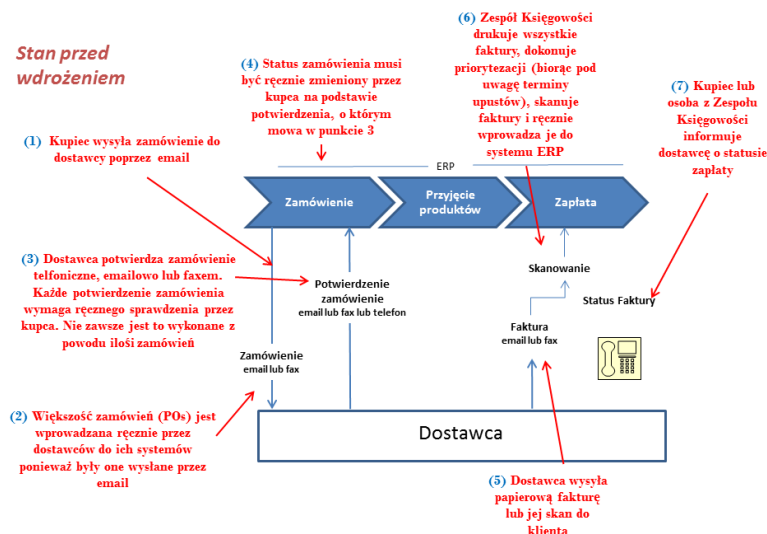 Stan przed
wdrożeniem
(1) Kupiec wysyła zamówienie do
dostawcy poprzez email
(4) Status zamówienia musi
być ręcznie zmieniony przez
kupca na podstawie
potwierdzenia, o którym
mowa w punkcie 3
(6) Zespół Księgowości
drukuje wszystkie
faktury, dokonuje
priorytezacji (biorąc pod
uwagę terminy
upustów), skanuje
faktury i ręcznie
wprowadza je do
systemu ERP
(7) Kupiec lub
osoba z Zespołu
Księgowości
informuje
dostawcę o statusie
zapłaty
ERP
Zamówienie
Przyjęcie
produktów
Zapłata
(3) Dostawca potwierdza zamówienie
telfoniczne, emailowo lub faxem.
Każde potwierdzenie zamówienia
wymaga ręcznego sprawdzenia przez
kupca. Nie zawsze jest to wykonane z
powodu ilośi zamówień
Potwierdzenie
zamówienie
email lub fax lub telefon
Skanowanie
Status Faktury
Faktura
email lub fax
Zamówienie
email lub fax
(2) Większość zamówień (POs) jest
wprowadzana ręcznie przez
dostawców do ich systemów
ponieważ były one wysłane przez
email
Dostawca
(5) Dostawca wysyła
papierową fakturę
lub jej skan do
klienta